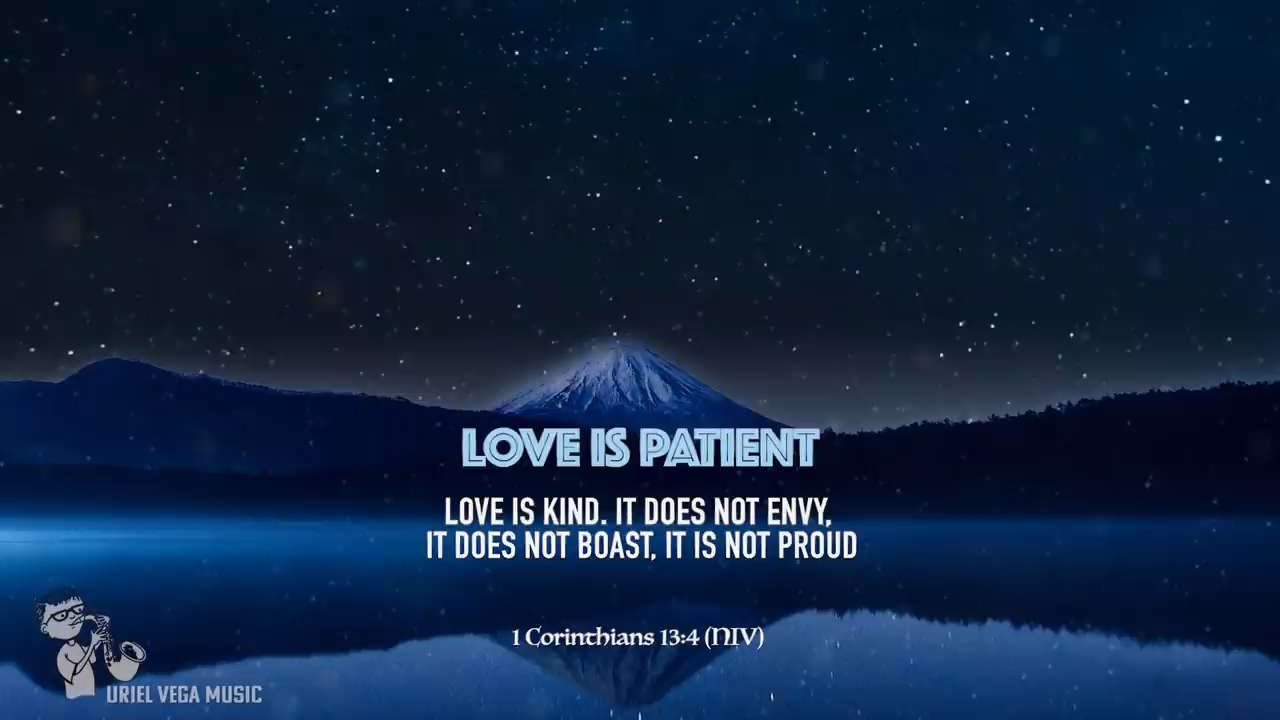 LOVE IS PATIENT
LOVE IS KIND. IT DOES NOT ENVY,
IT DOES NOT BOAST, IT IS NOT PROUD
1 Corinthians 13:4 (NIV)
URIEL VEGA MUSIC